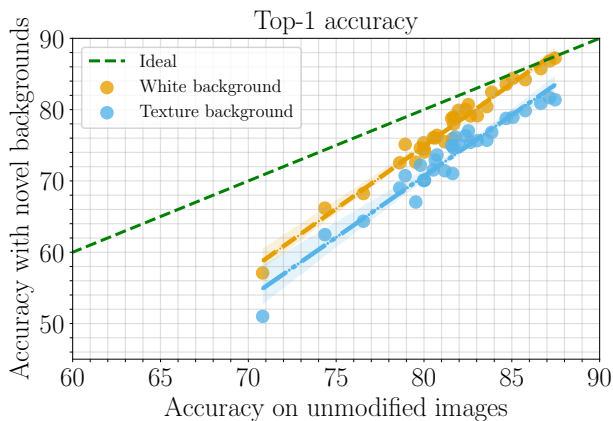 Top-1 accuracy
Accuracy with novel backgrounds
90
80
70
60
50
Ideal
White background
Texture background
60
65
70
75
80
85
90
Accuracy on unmodified images